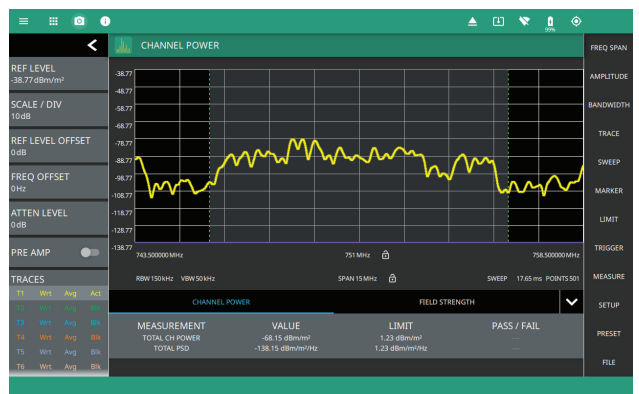 99%
CHANNEL POWER
FREQ SPAN
AMPLITUDE
BANDWIDTH
TRACE
SWEEP
MARKER
LIMIT
TRIGGER
MEASURE
SETUP
PRESET
FILE
REF LEVEL
-38.77 dBm/m²
SCALE / DIV
10 dB
REF LEVEL OFFSET
0 dB
FREQ OFFSET
0 Hz
ATTEN LEVEL
0 dB
PRE AMP
TRACES
T1 Wrt Avg Act
T2 Wrt Avg Blk
T3 Wrt Avg Blk
T4 Wrt Avg Blk
T5 Wrt Avg Blk
T6 Wrt Avg Blk
-38.77
-48.77
-58.77
-68.77
-78.77
-88.77
-98.77
-108.77
-118.77
-128.77
-138.77
743.500000 MHz 751 MHz 758.500000 MHz
RBW 150 kHz VBW 50 kHz SPAN 15 MHz SWEEP 17.65 ms POINTS 501
CHANNEL POWER FIELD STRENGTH
MEASUREMENT VALUE LIMIT PASS / FAIL
TOTAL CH POWER -68.15 dBm/m² 1.23 dBm/m² ---
TOTAL PSD -138.15 dBm/m²/Hz 1.23 dBm/m²/Hz ---